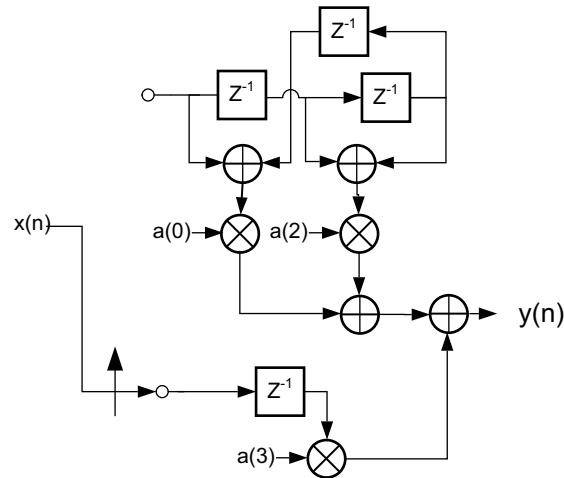 Z⁻¹
Z⁻¹
Z⁻¹
x(n)
a(0)
a(2)
y(n)
Z⁻¹
a(3)